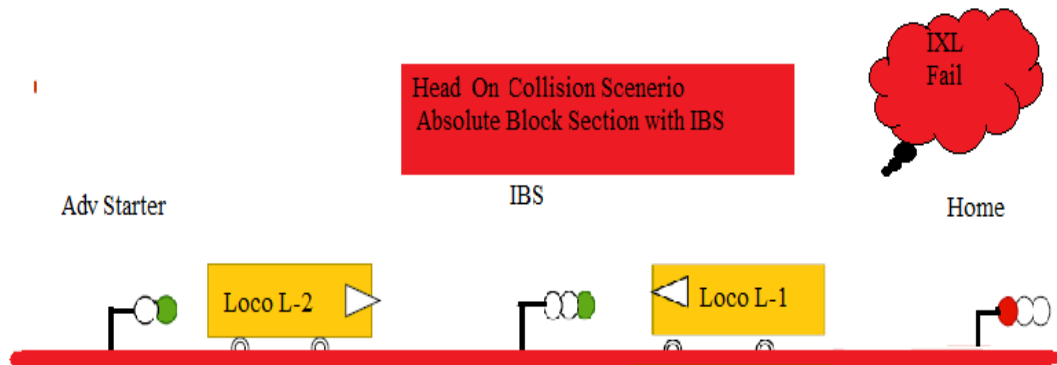 IXL
Fail
Head On Collision Scenerio
Absolute Block Section with IBS
Adv Starter
IBS
Home
Loco L-2
Loco L-1